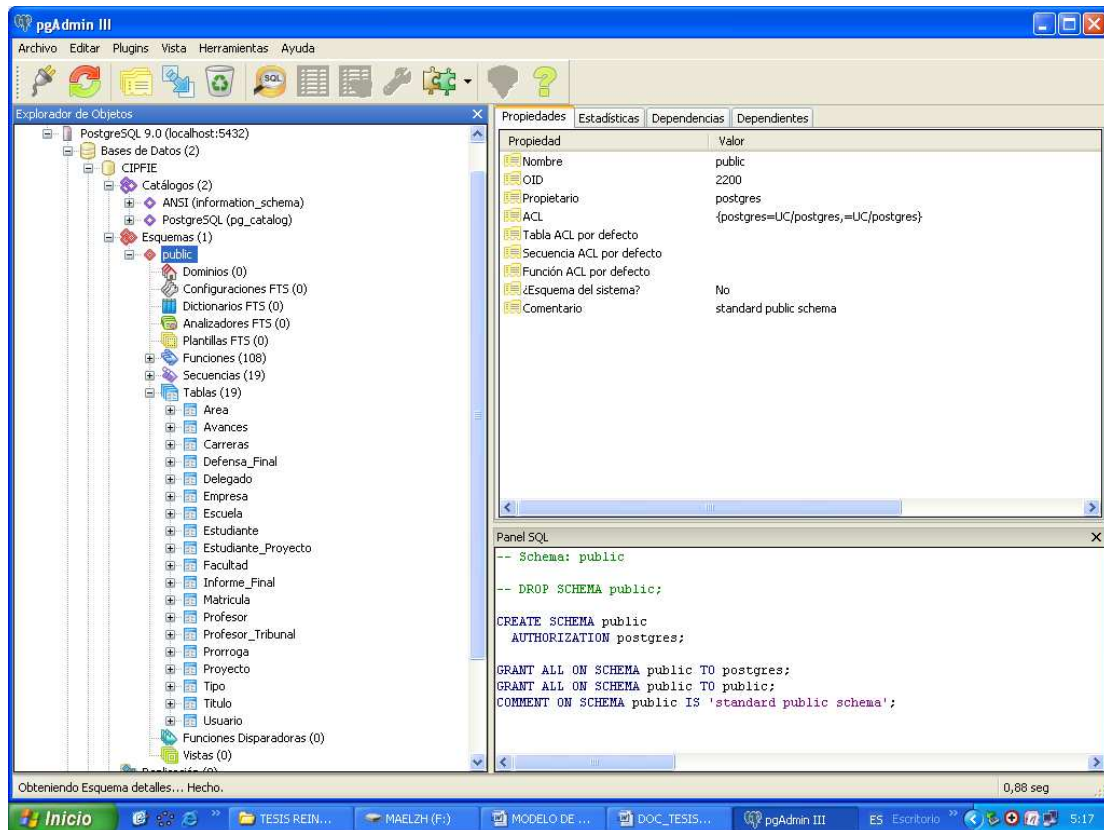 pgAdmin III
Archivo Editar Plugins Vista Herramientas Ayuda
SQL
Explorador de Objetos
PostgreSQL 9.0 (localhost:5432)
Bases de Datos (2)
CIPFIE
Catálogos (2)
ANSI (information_schema)
PostgreSQL (pg_catalog)
Esquemas (1)
public
Dominios (0)
Configuraciones FTS (0)
Dictionarios FTS (0)
Analizadores FTS (0)
Plantillas FTS (0)
Funciones (108)
Secuencias (19)
Tablas (19)
Area
Avances
Carreras
Defensa_Final
Delegado
Empresa
Escuela
Estudiante
Estudiante_Proyecto
Facultad
Informe_Final
Matricula
Profesor
Profesor_Tribunal
Prorroga
Proyecto
Tipo
Titulo
Usuario
Funciones Disparadoras (0)
Vistas (0)
Propiedades Estadísticas Dependencias Dependientes
Propiedad Valor
Nombre public
OID 2200
Propietario postgres
ACL {postgres=UC/postgres,=UC/postgres}
Tabla ACL por defecto
Secuencia ACL por defecto
Función ACL por defecto
¿Esquema del sistema? No
Comentario standard public schema
Panel SQL
-- Schema: public
-- DROP SCHEMA public;
CREATE SCHEMA public
AUTHORIZATION postgres;
GRANT ALL ON SCHEMA public TO postgres;
GRANT ALL ON SCHEMA public TO public;
COMMENT ON SCHEMA public IS 'standard public schema';
Obteniendo Esquema detalles... Hecho. 0,88 seg
Inicio TESIS REIN... MAELZH (F:) MODELO DE ... DOC_TESIS... pgAdmin III ES Escritorio 5:17